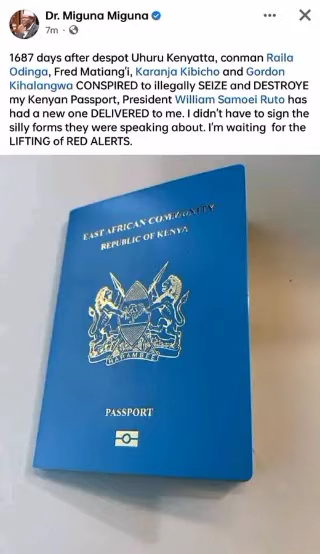 Dr. Miguna Miguna
7m
1687 days after despot Uhuru Kenyatta, conman Raila
Odinga, Fred Matiang'i, Karanja Kibicho and Gordon
Kihalangwa CONSPIRED to illegally SEIZE and DESTROYE
my Kenyan Passport, President William Samoei Ruto has
had a new one DELIVERED to me. I didn't have to sign the
silly forms they were speaking about. I'm waiting for the
LIFTING of RED ALERTS.
EAST AFRICAN COMMUNITY
REPUBLIC OF KENYA
HARAMBEE
PASSPORT